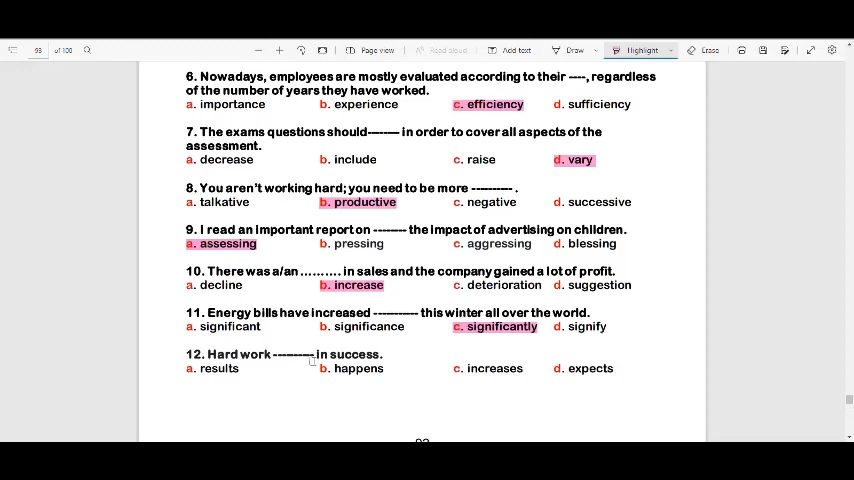 93 of 100 Page view Read aloud Add text Draw Highlight Erase
6. Nowadays, employees are mostly evaluated according to their ----, regardless
of the number of years they have worked.
a. importance b. experience c. efficiency d. sufficiency
7. The exams questions should-------- in order to cover all aspects of the
assessment.
a. decrease b. include c. raise d. vary
8. You aren't working hard; you need to be more ---------- .
a. talkative b. productive c. negative d. successive
9. I read an important report on -------- the impact of advertising on children.
a. assessing b. pressing c. aggressing d. blessing
10. There was a/an ………. in sales and the company gained a lot of profit.
a. decline b. increase c. deterioration d. suggestion
11. Energy bills have increased ----------- this winter all over the world.
a. significant b. significance c. significantly d. signify
12. Hard work ---------- in success.
a. results b. happens c. increases d. expects